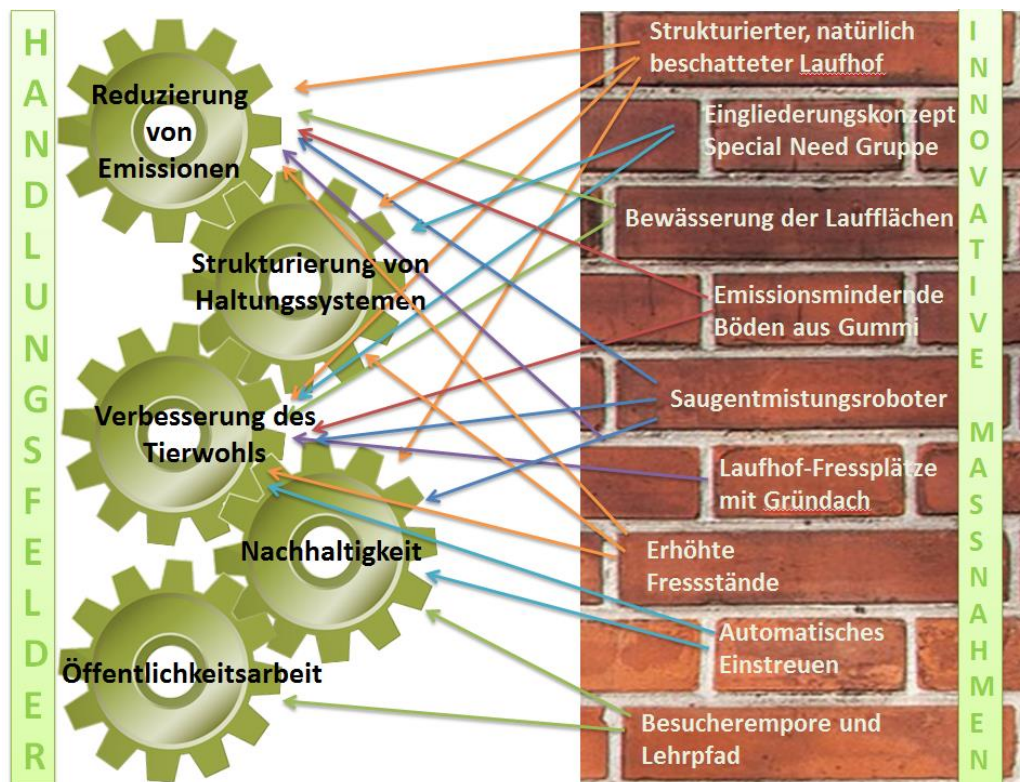 HANDLUNGSFELDER
Reduzierung
von
Emissionen
Strukturierung von
Haltungssystemen
Verbesserung des
Tierwohls
Nachhaltigkeit
Öffentlichkeitsarbeit
Strukturierter, natürlich
beschatteter Laufhof
Eingliederungskonzept
Special Need Gruppe
Bewässerung der Laufflächen
Emissionsmindernde
Böden aus Gummi
Saugentmistungsroboter
Laufhof-Fressplätze
mit Gründach
Erhöhte
Fressstände
Automatisches
Einstreuen
Besucherempore und
Lehrpfad
INNOVATIVE MASSNAHMEN